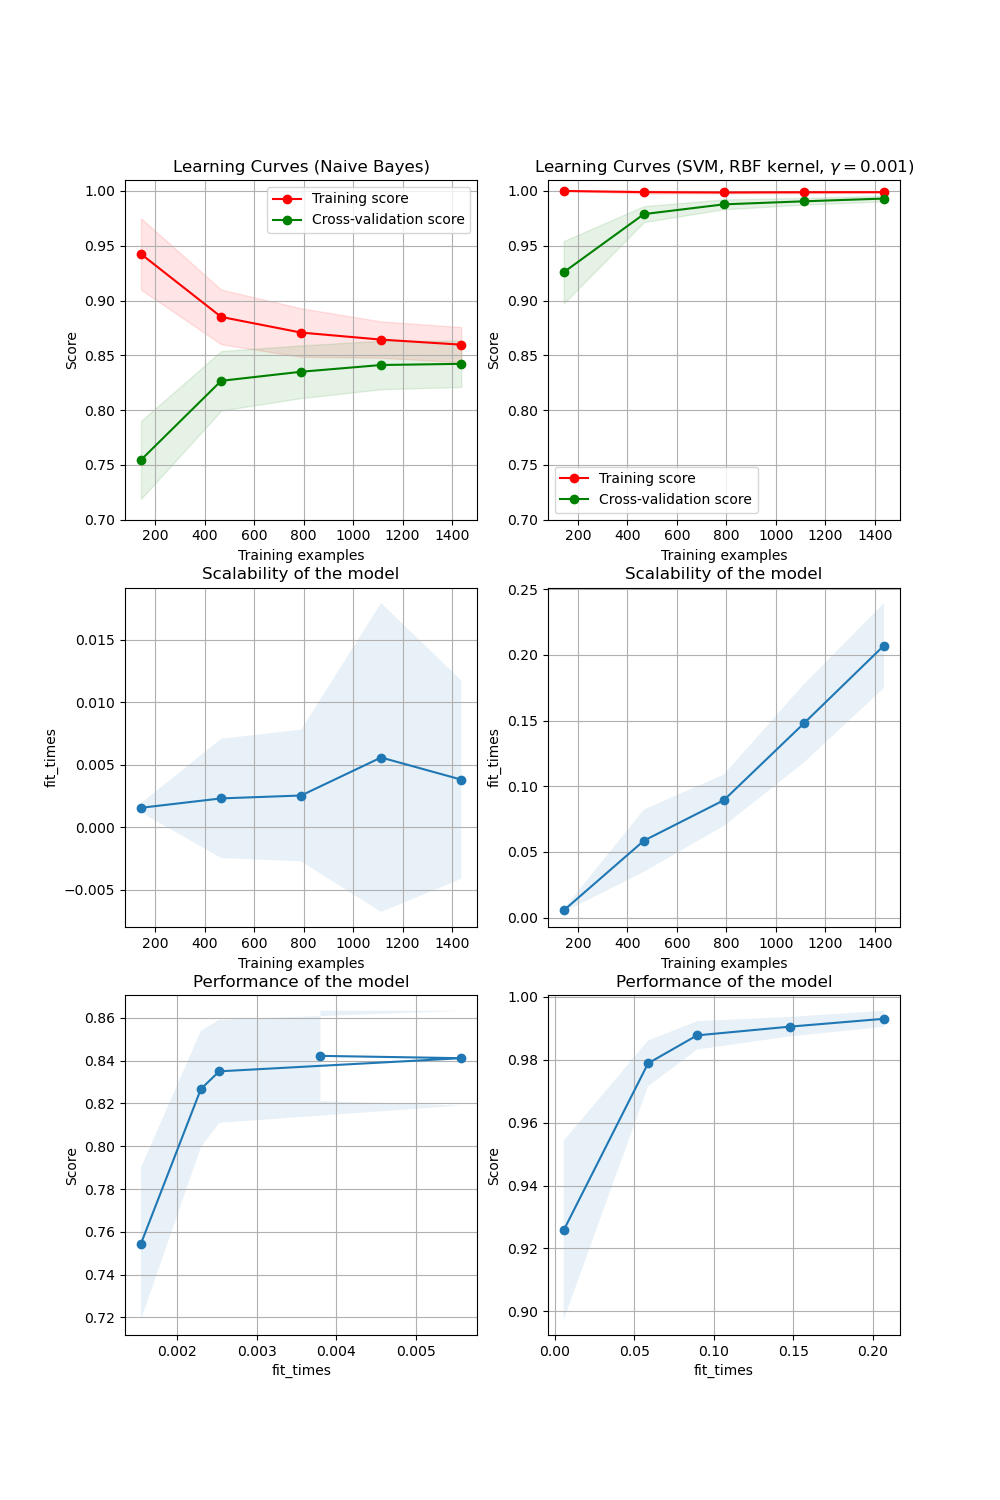 Learning Curves (Naive Bayes)
1.00
0.95
0.90
0.85
0.80
0.75
0.70
Score
Training score
Cross-validation score
200 400 600 800 1000 1200 1400
Training examples
Learning Curves (SVM, RBF kernel, γ = 0.001)
1.00
0.95
0.90
0.85
0.80
0.75
0.70
Score
Training score
Cross-validation score
200 400 600 800 1000 1200 1400
Training examples
Scalability of the model
0.015
0.010
0.005
0.000
−0.005
fit_times
200 400 600 800 1000 1200 1400
Training examples
Scalability of the model
0.25
0.20
0.15
0.10
0.05
0.00
fit_times
200 400 600 800 1000 1200 1400
Training examples
Performance of the model
0.86
0.84
0.82
0.80
0.78
0.76
0.74
0.72
Score
0.002 0.003 0.004 0.005
fit_times
Performance of the model
1.00
0.98
0.96
0.94
0.92
0.90
Score
0.00 0.05 0.10 0.15 0.20
fit_times